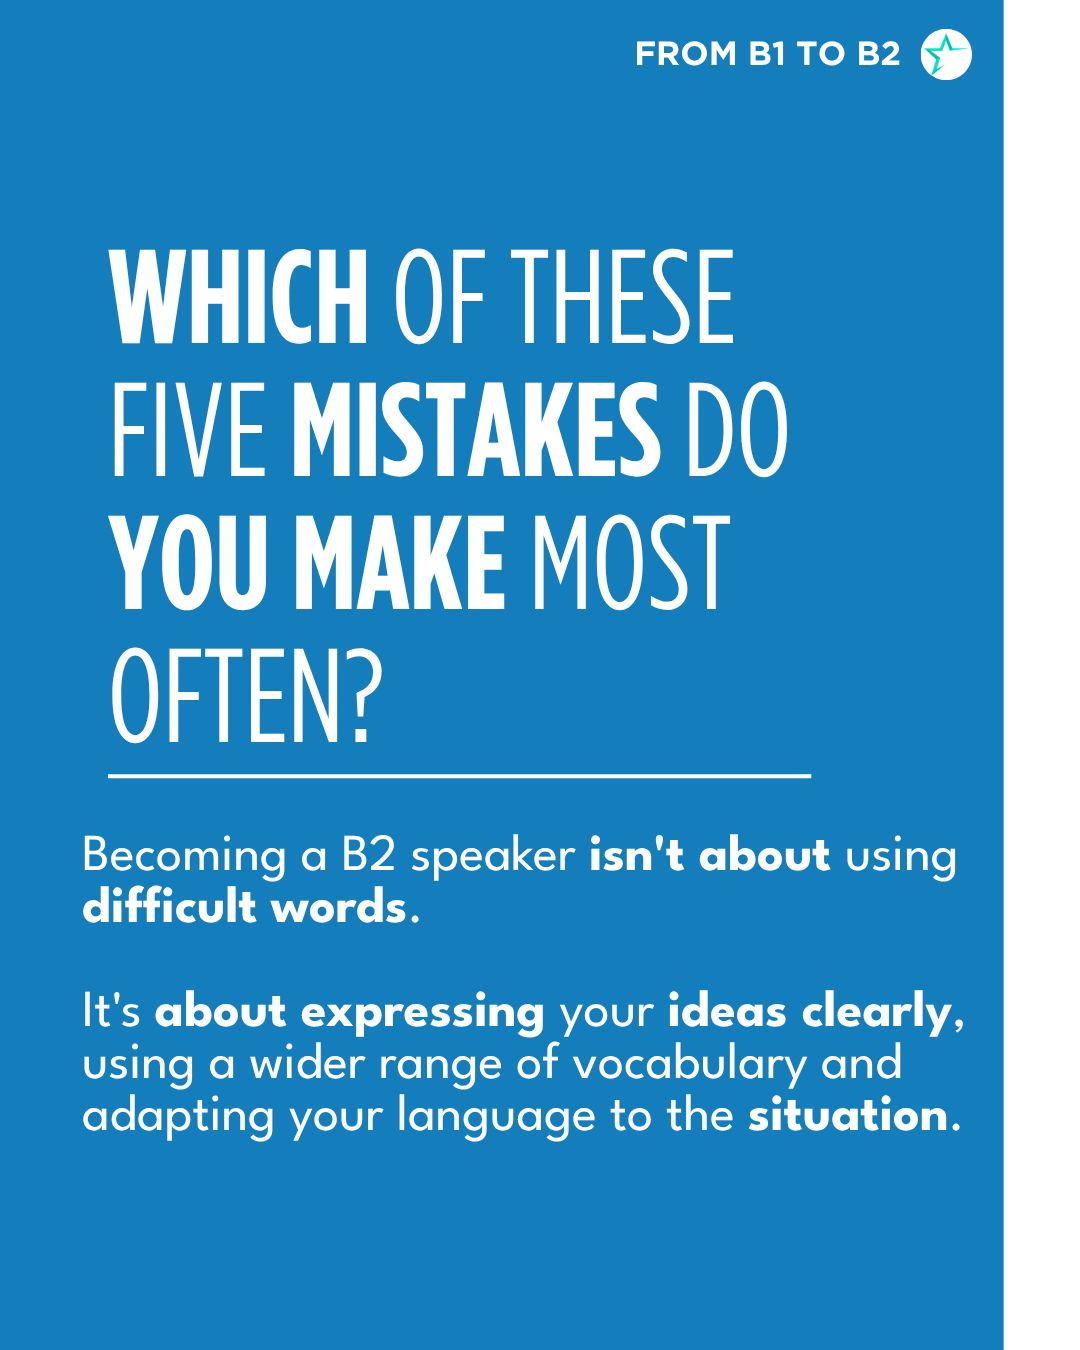 FROM B1 TO B2
WHICH OF THESE
FIVE MISTAKES DO
YOU MAKE MOST
OFTEN?
Becoming a B2 speaker isn't about using
difficult words.
It's about expressing your ideas clearly,
using a wider range of vocabulary and
adapting your language to the situation.